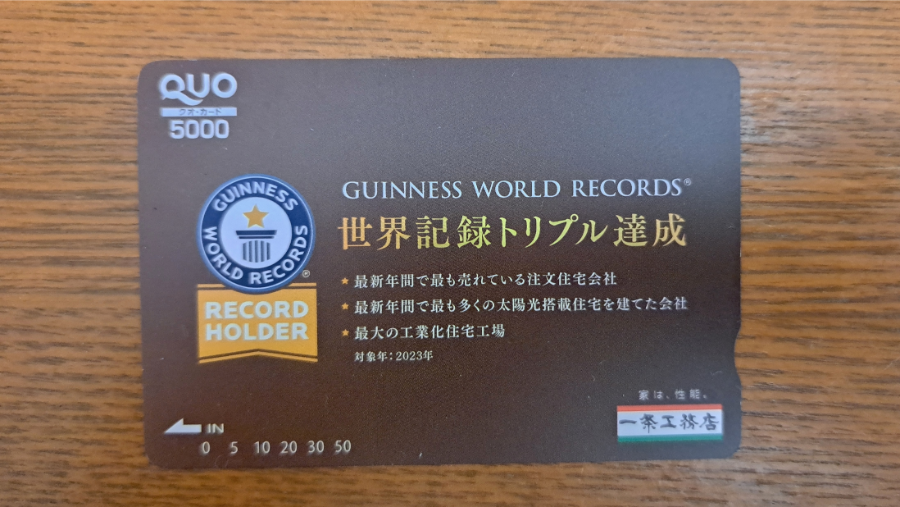 QUO
クオ・カード
5000
GUINNESS WORLD RECORDS®
RECORD
HOLDER
GUINNESS WORLD RECORDS®
世界記録トリプル達成
★最新年間で最も売れている注文住宅会社
★最新年間で最も多くの太陽光搭載住宅を建てた会社
★最大の工業化住宅工場
対象年:2023年
家は、性能。
一条工務店
IN
0 5 10 20 30 50